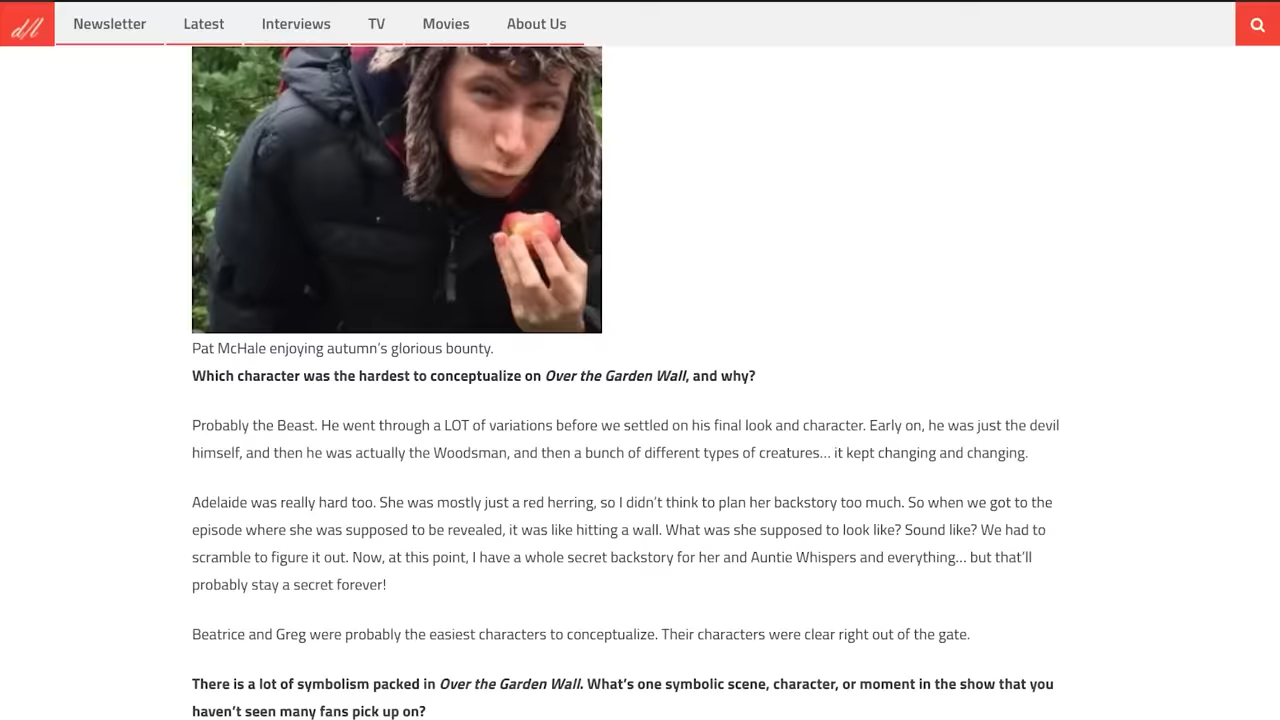 d/l
Newsletter Latest Interviews TV Movies About Us
Pat McHale enjoying autumn’s glorious bounty.
Which character was the hardest to conceptualize on Over the Garden Wall, and why?
Probably the Beast. He went through a LOT of variations before we settled on his final look and character. Early on, he was just the devil
himself, and then he was actually the Woodsman, and then a bunch of different types of creatures… it kept changing and changing.
Adelaide was really hard too. She was mostly just a red herring, so I didn’t think to plan her backstory too much. So when we got to the
episode where she was supposed to be revealed, it was like hitting a wall. What was she supposed to look like? Sound like? We had to
scramble to figure it out. Now, at this point, I have a whole secret backstory for her and Auntie Whispers and everything… but that’ll
probably stay a secret forever!
Beatrice and Greg were probably the easiest characters to conceptualize. Their characters were clear right out of the gate.
There is a lot of symbolism packed in Over the Garden Wall. What’s one symbolic scene, character, or moment in the show that you
haven’t seen many fans pick up on?